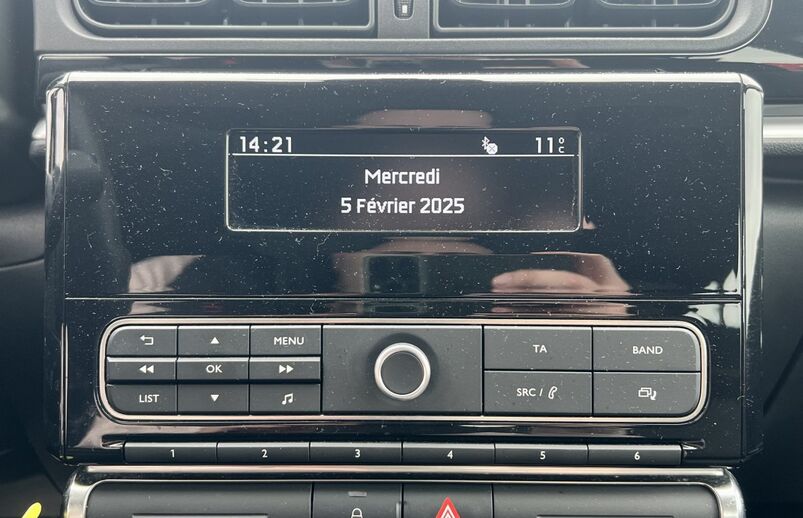 14:21 11°C
Mercredi
5 Février 2025
MENU TA BAND
OK
LIST SRC /
1 2 3 4 5 6